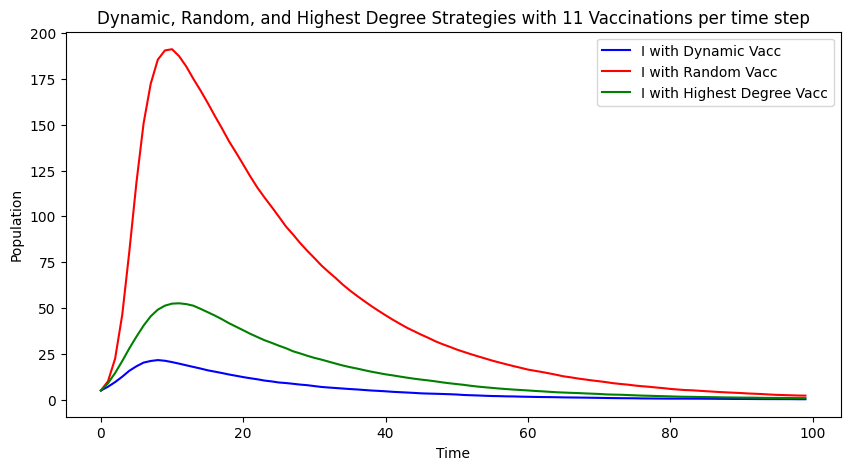 Dynamic, Random, and Highest Degree Strategies with 11 Vaccinations per time step
I with Dynamic Vacc
I with Random Vacc
I with Highest Degree Vacc
Population
200
175
150
125
100
75
50
25
0
0
20
40
60
80
100
Time